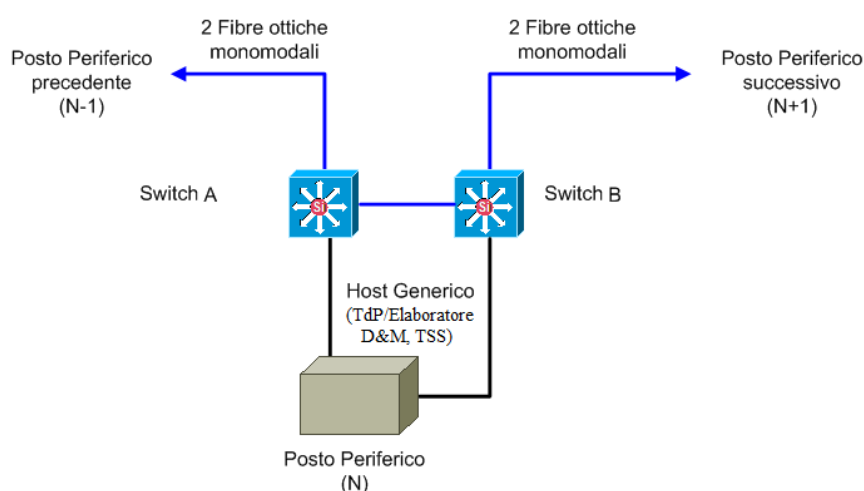 2 Fibre ottiche
monomodali
2 Fibre ottiche
monomodali
Posto Periferico
precedente
(N-1)
Posto Periferico
successivo
(N+1)
Switch A
Si
Si
Switch B
Host Generico
(TdP/Elaboratore
D&M, TSS)
Posto Periferico
(N)